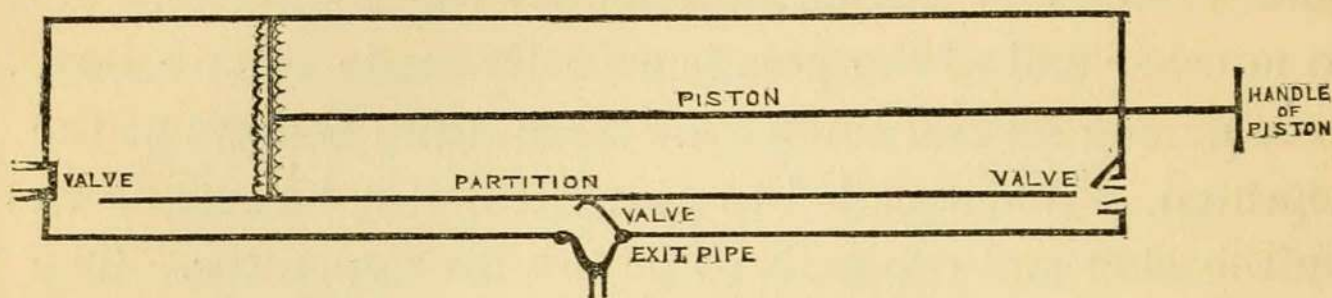 PISTON
HANDLE
OF
PISTON
VALVE
PARTITION
VALVE
VALVE
EXIT PIPE